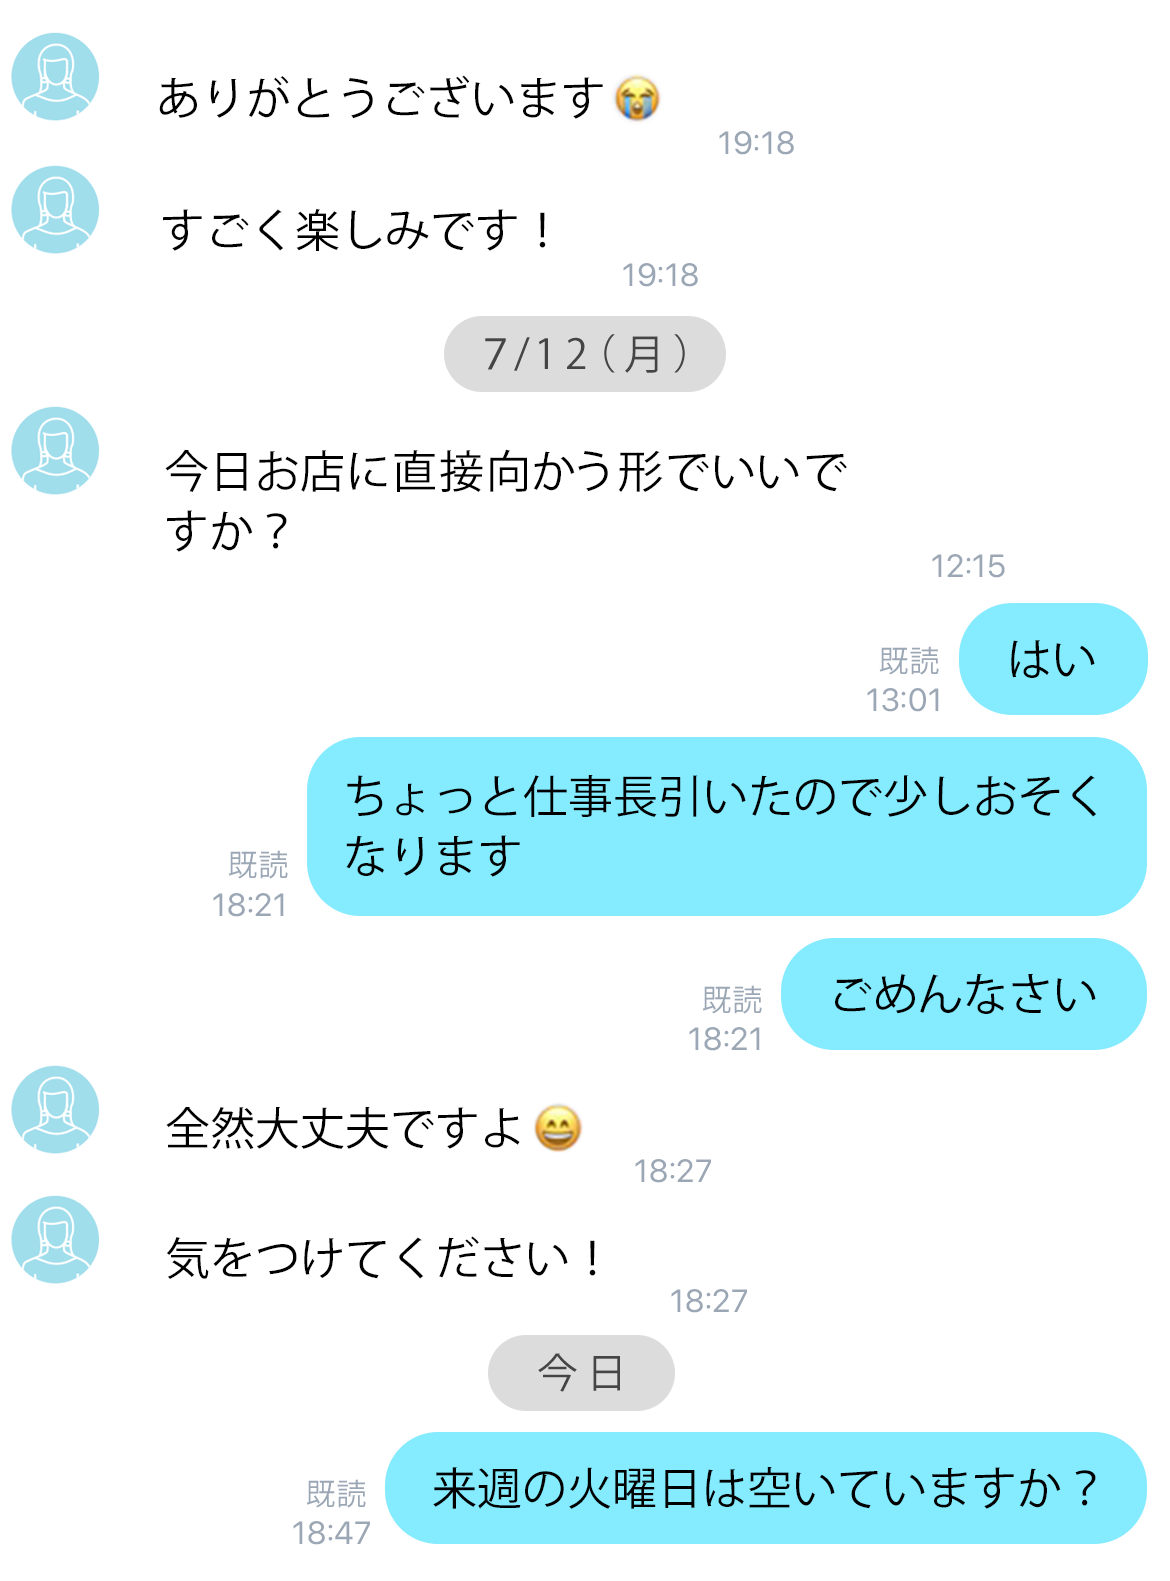 ありがとうございます😭
19:18
すごく楽しみです！
19:18
7/12（月）
今日お店に直接向かう形でいいで
すか？
12:15
はい
既読
13:01
ちょっと仕事長引いたので少しおそく
なります
既読
18:21
ごめんなさい
既読
18:21
全然大丈夫ですよ😄
18:27
気をつけてください！
18:27
今日
来週の火曜日は空いていますか？
既読
18:47